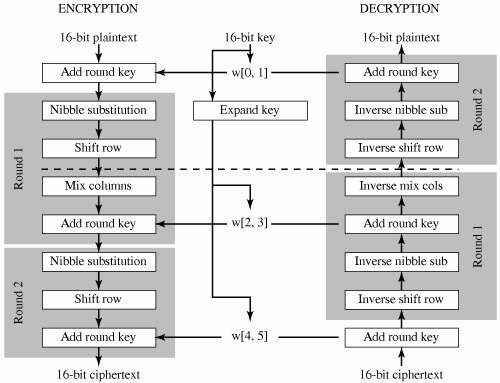 ENCRYPTION
DECRYPTION
16-bit plaintext
16-bit key
16-bit plaintext
Add round key
w[0, 1]
Add round key
Nibble substitution
Expand key
Inverse nibble sub
Round 2
Round 1
Shift row
Inverse shift row
Mix columns
Inverse mix cols
Add round key
w[2, 3]
Add round key
Round 1
Nibble substitution
Inverse nibble sub
Round 2
Shift row
Inverse shift row
Add round key
w[4, 5]
Add round key
16-bit ciphertext
16-bit ciphertext